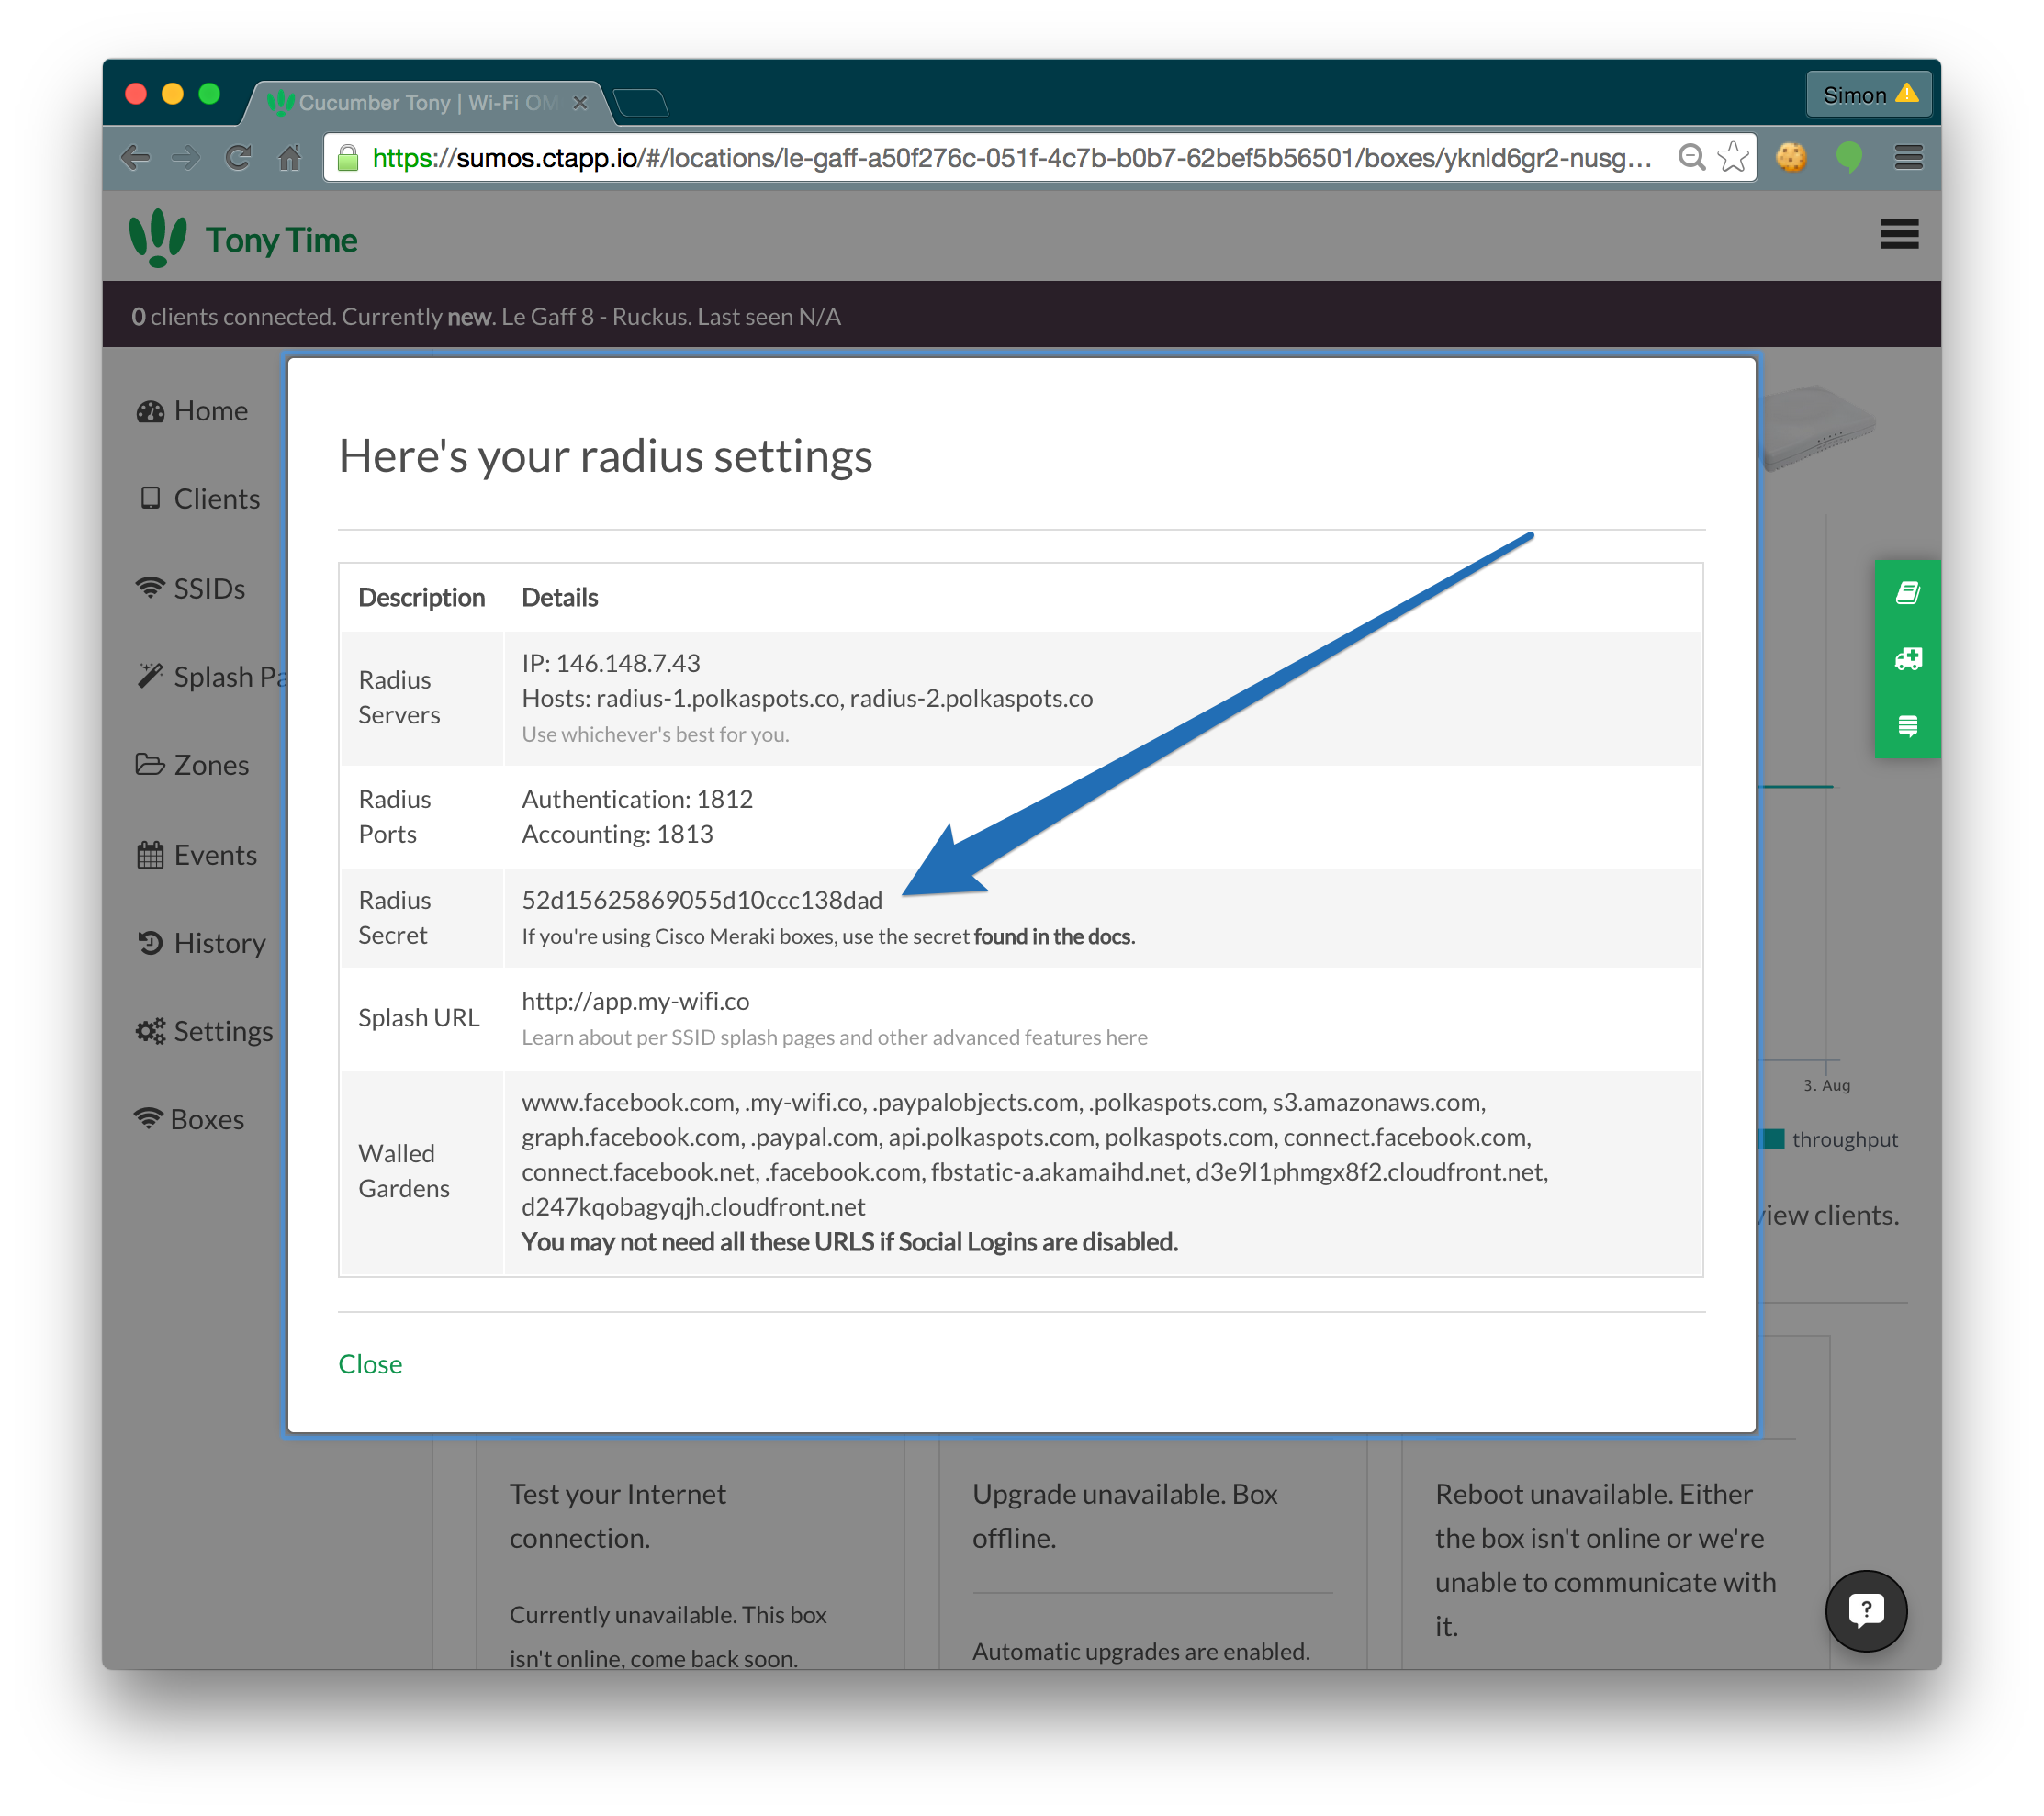 Cucumber Tony | Wi-Fi OM
Simon
https://sumos.ctapp.io/#/locations/le-gaff-a50f276c-051f-4c7b-b0b7-62bef5b56501/boxes/yknld6gr2-nusg...
Tony Time
0 clients connected. Currently new. Le Gaff 8 - Ruckus. Last seen N/A
Home
Clients
SSIDs
Splash Pa
Zones
Events
History
Settings
Boxes
Here's your radius settings
Description Details
Radius
Servers
IP: 146.148.7.43
Hosts: radius-1.polkaspots.co, radius-2.polkaspots.co
Use whichever's best for you.
Radius
Ports
Authentication: 1812
Accounting: 1813
Radius
Secret
52d15625869055d10ccc138dad
If you're using Cisco Meraki boxes, use the secret found in the docs.
Splash URL
http://app.my-wifi.co
Learn about per SSID splash pages and other advanced features here
Walled
Gardens
www.facebook.com, .my-wifi.co, .paypalobjects.com, .polkaspots.com, s3.amazonaws.com,
graph.facebook.com, .paypal.com, api.polkaspots.com, polkaspots.com, connect.facebook.com,
connect.facebook.net, .facebook.com, fbstatic-a.akamaihd.net, d3e9l1phmgx8f2.cloudfront.net,
d247kqobagyqjh.cloudfront.net
You may not need all these URLS if Social Logins are disabled.
Close
3. Aug
throughput
view clients.
Test your Internet
connection.
Currently unavailable. This box
isn't online, come back soon.
Upgrade unavailable. Box
offline.
Automatic upgrades are enabled.
Reboot unavailable. Either
the box isn't online or we're
unable to communicate with
it.